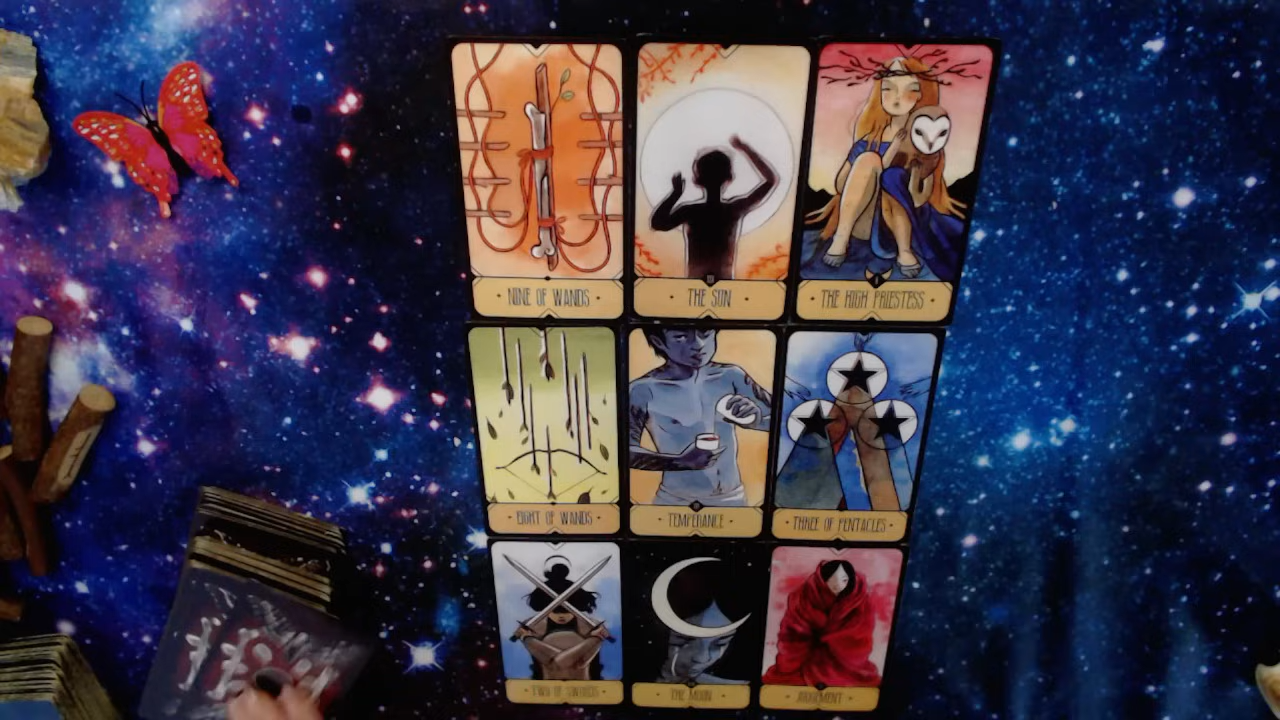 · NINE OF WANDS ·
· THE SUN ·
· THE HIGH PRIESTESS ·
· EIGHT OF WANDS ·
· TEMPERANCE ·
· THREE OF PENTACLES ·
· TWO OF SWORDS ·
· THE MOON ·
· JUDGEMENT ·